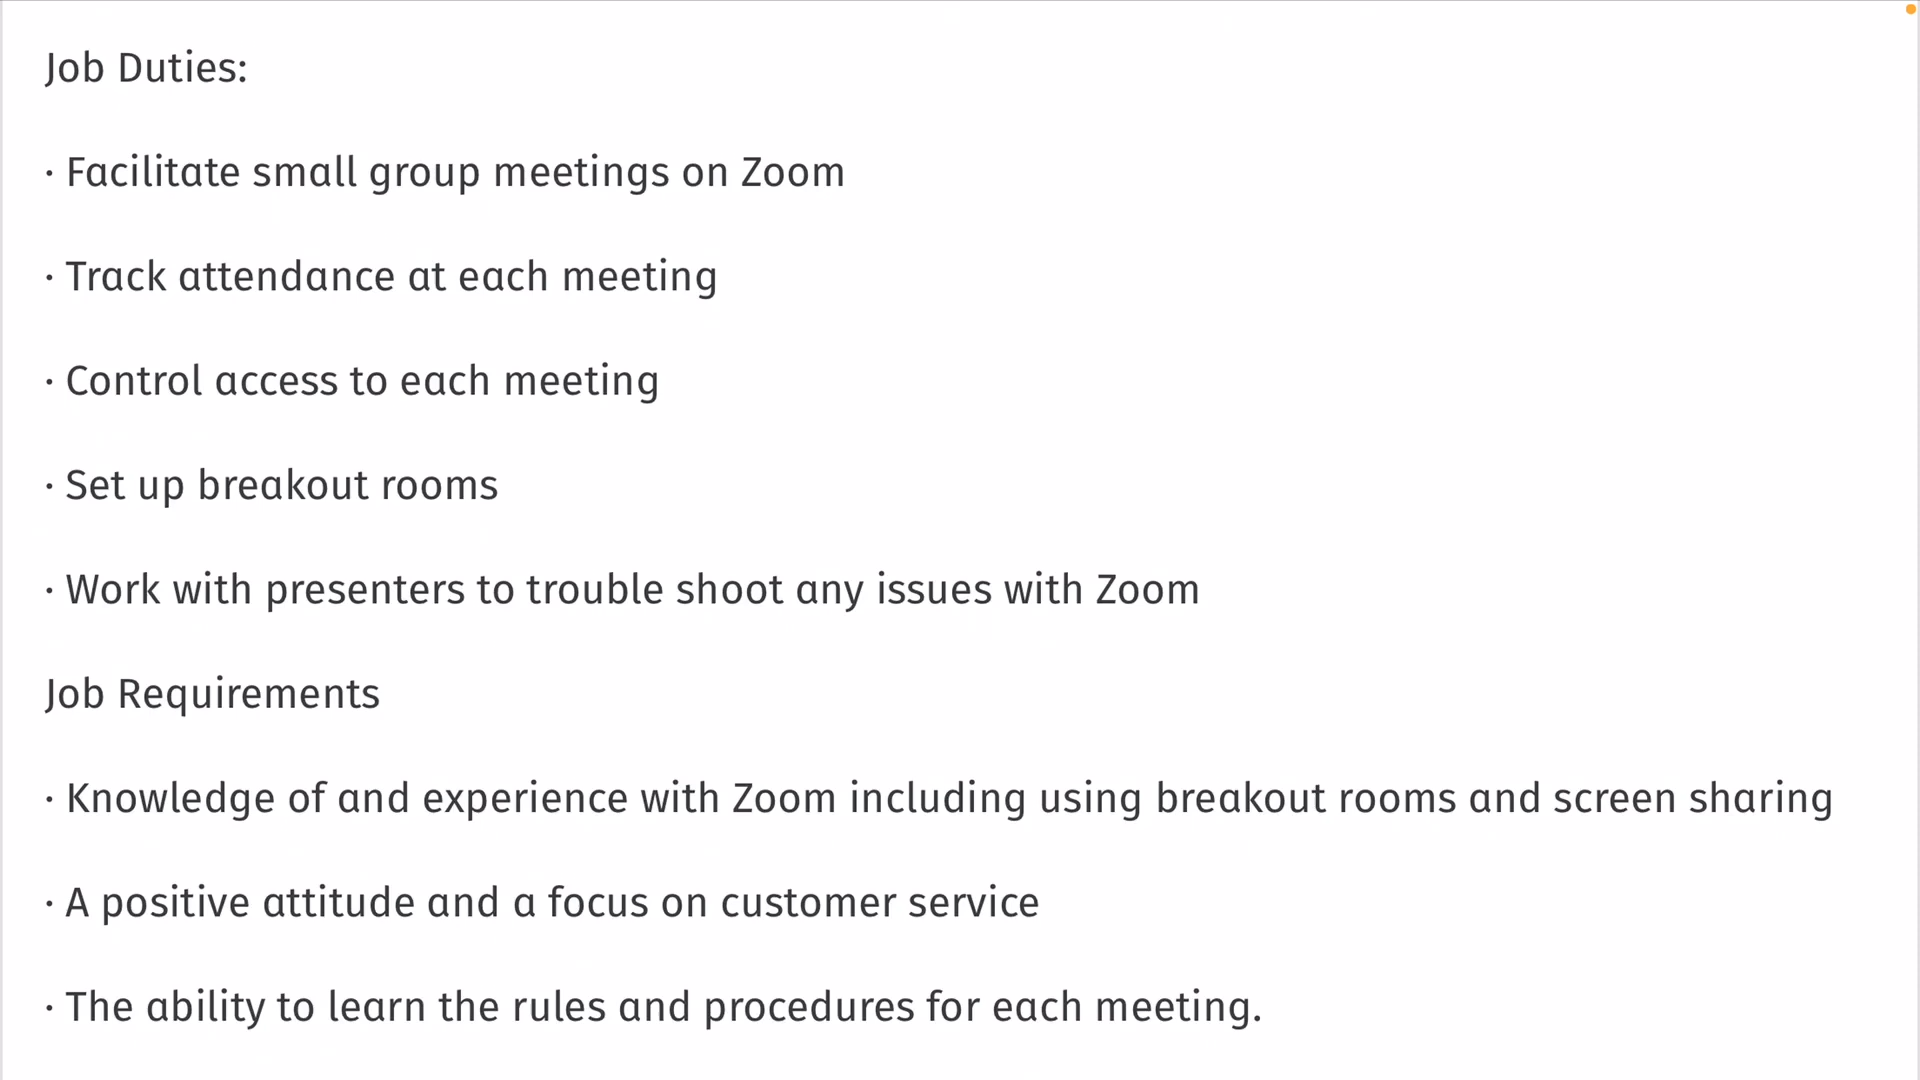 Job Duties:
· Facilitate small group meetings on Zoom
· Track attendance at each meeting
· Control access to each meeting
· Set up breakout rooms
· Work with presenters to trouble shoot any issues with Zoom
Job Requirements
· Knowledge of and experience with Zoom including using breakout rooms and screen sharing
· A positive attitude and a focus on customer service
· The ability to learn the rules and procedures for each meeting.